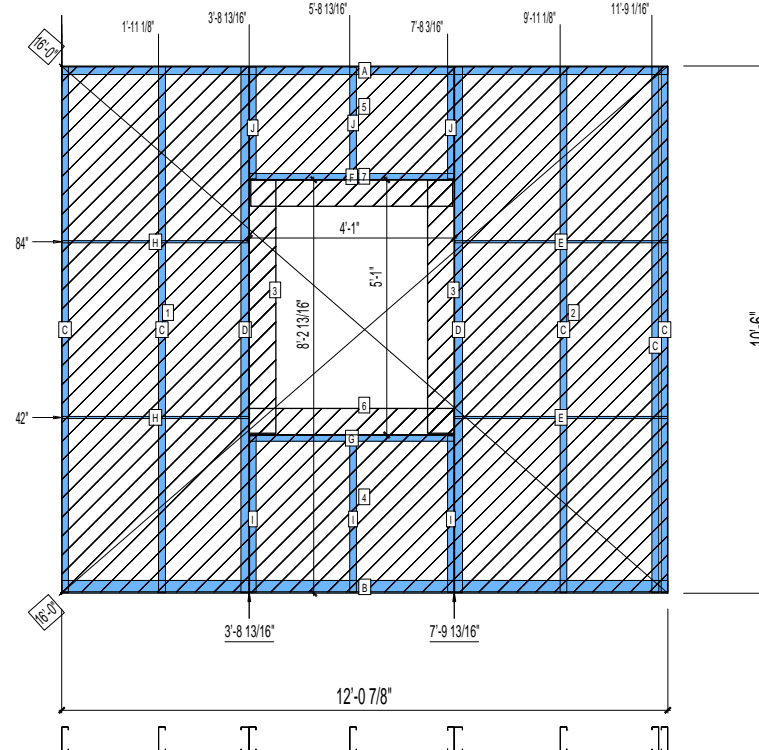 3'-8 13/16" 5'-8 13/16" 9'-11 1/8" 11'-9 1/16"
1'-11 1/8" 7'-8 3/16"
16'-0"
A
5
J J J
F 7
84" H 4'-1" E
5'-1"
3 3
8'-2 13/16"
1 2
C C D D C C
C
10'-6"
6
42" H E
G
4
I I I
B
16'-0"
3'-8 13/16" 7'-9 13/16"
12'-0 7/8"